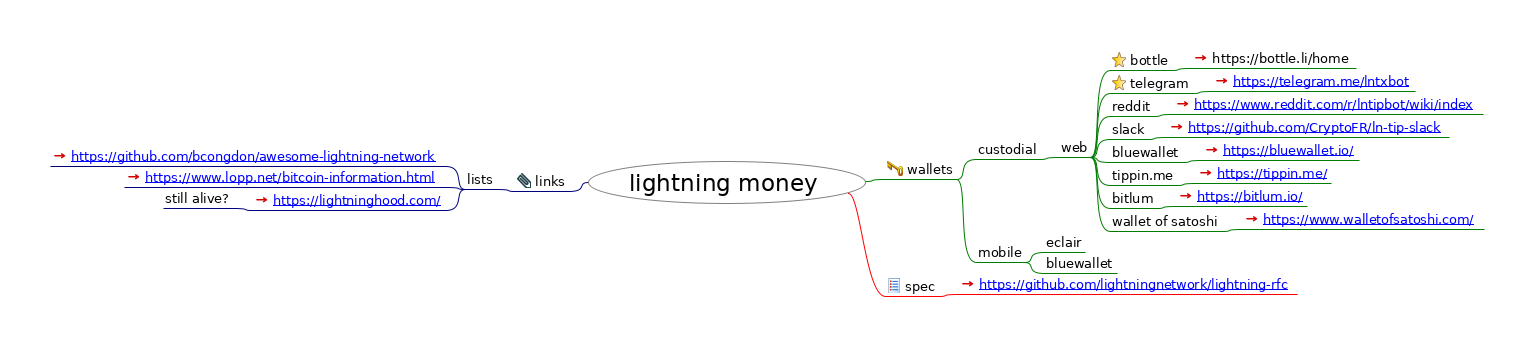 lightning money
links
lists
https://github.com/bcongdon/awesome-lightning-network
https://www.lopp.net/bitcoin-information.html
still alive? https://lightninghood.com/
wallets
custodial
web
bottle https://bottle.li/home
telegram https://telegram.me/lntxbot
reddit https://www.reddit.com/r/lntipbot/wiki/index
slack https://github.com/CryptoFR/ln-tip-slack
bluewallet https://bluewallet.io/
tippin.me https://tippin.me/
bitlum https://bitlum.io/
wallet of satoshi https://www.walletofsatoshi.com/
mobile
eclair
bluewallet
spec https://github.com/lightningnetwork/lightning-rfc